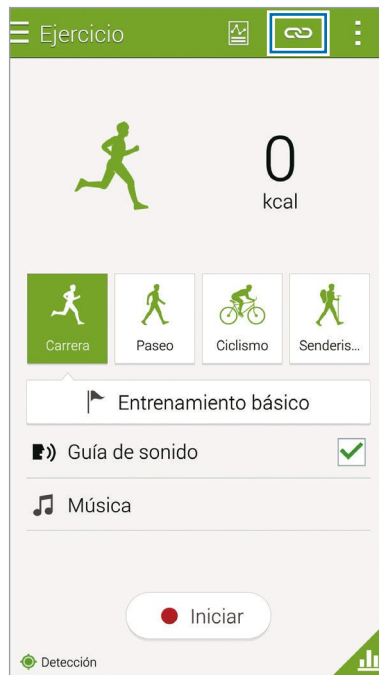 Ejercicio
0
kcal
Carrera Paseo Ciclismo Senderis...
Entrenamiento básico
Guía de sonido
Música
Iniciar
Detección